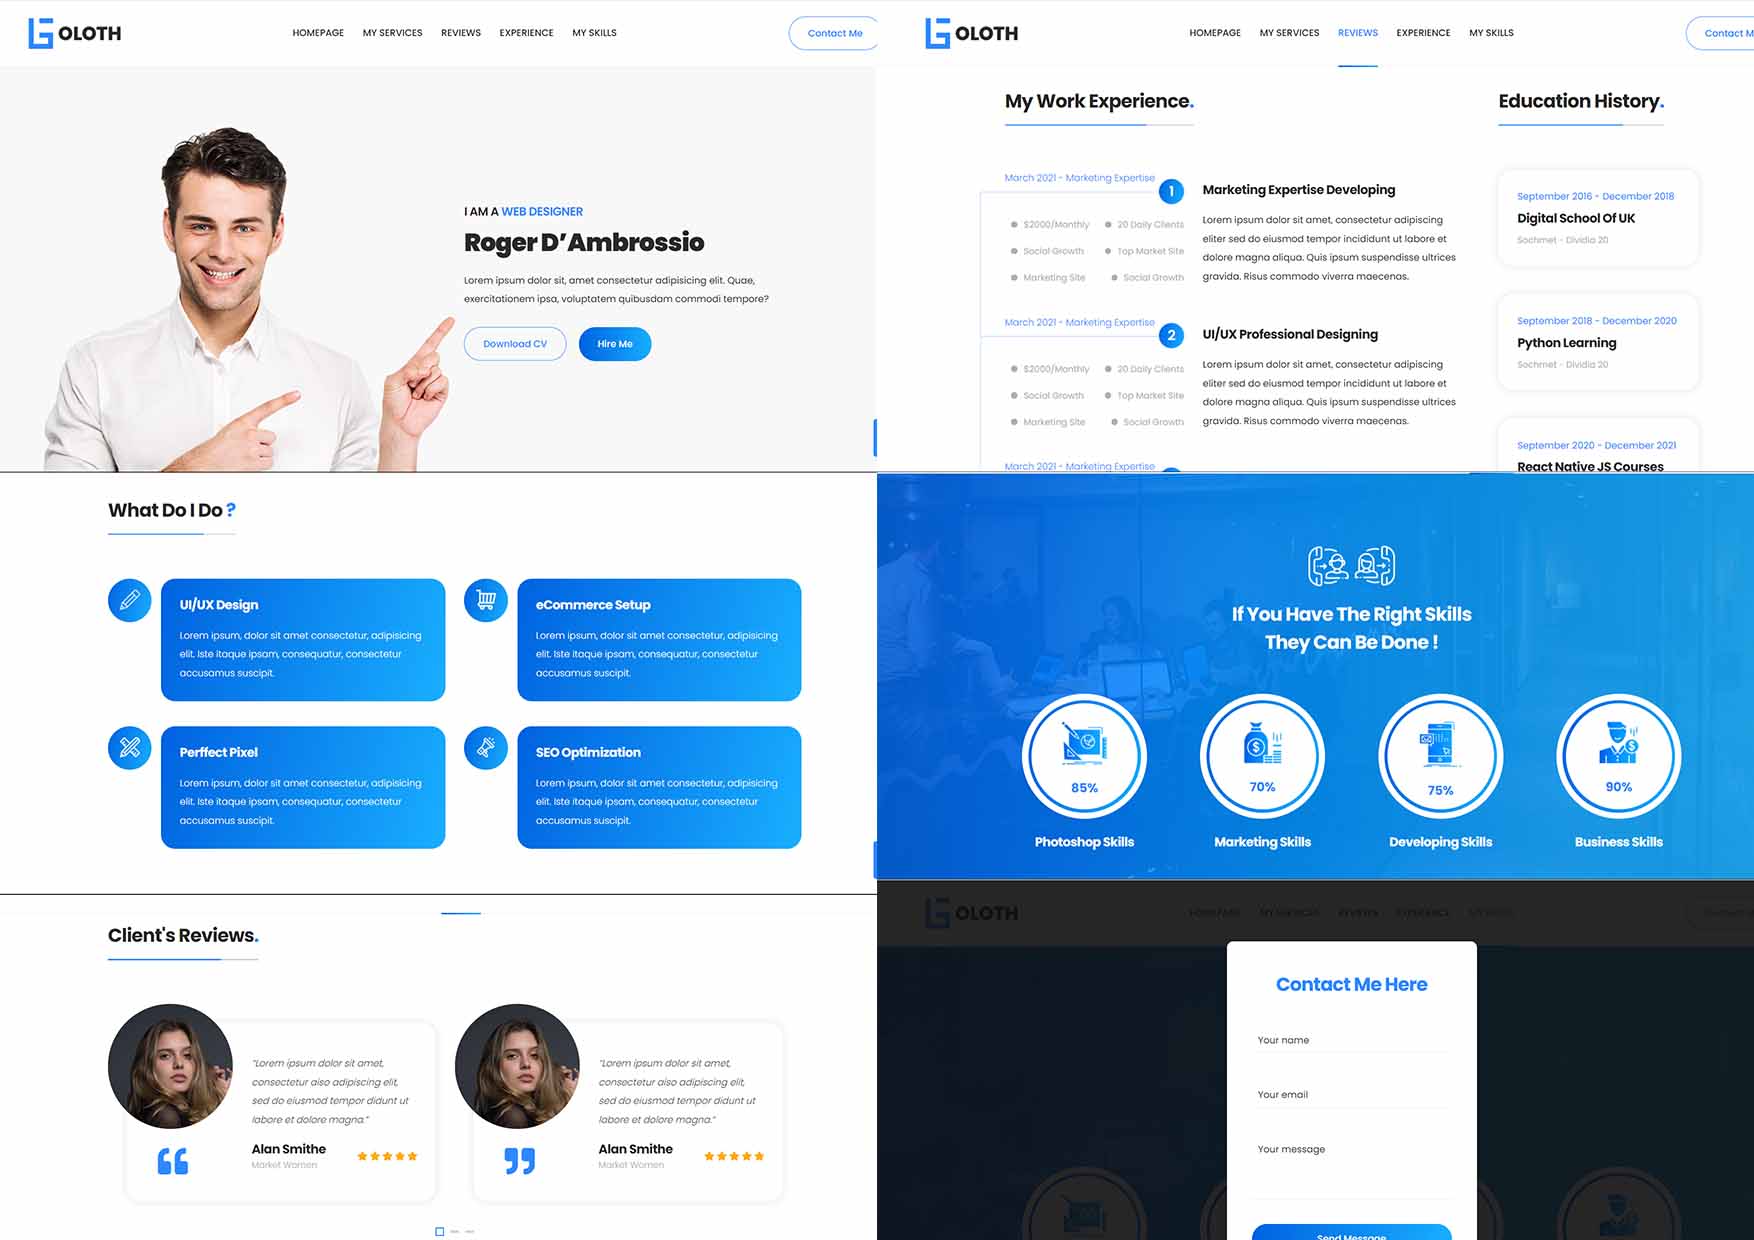 OLOTH
HOMEPAGE MY SERVICES REVIEWS EXPERIENCE MY SKILLS
Contact Me
I AM A WEB DESIGNER
Roger D’Ambrossio
Lorem ipsum dolor sit, amet consectetur adipisicing elit. Quae,
exercitationem ipsa, voluptatem quibusdam commodi tempore?
Download CV
Hire Me
What Do I Do ?
UI/UX Design
Lorem ipsum, dolor sit amet consectetur, adipisicing
elit. Iste itaque ipsam, consequatur, consectetur
accusamus suscipit.
eCommerce Setup
Lorem ipsum, dolor sit amet consectetur, adipisicing
elit. Iste itaque ipsam, consequatur, consectetur
accusamus suscipit.
Perffect Pixel
Lorem ipsum, dolor sit amet consectetur, adipisicing
elit. Iste itaque ipsam, consequatur, consectetur
accusamus suscipit.
SEO Optimization
Lorem ipsum, dolor sit amet consectetur, adipisicing
elit. Iste itaque ipsam, consequatur, consectetur
accusamus suscipit.
Client's Reviews.
“Lorem ipsum dolor sit amet,
consectetur aiso adipiscing elit,
sed do eiusmod tempor didunt ut
labore et dolore magna.”
Alan Smithe
Market Women
“Lorem ipsum dolor sit amet,
consectetur aiso adipiscing elit,
sed do eiusmod tempor didunt ut
labore et dolore magna.”
Alan Smithe
Market Women
OLOTH
HOMEPAGE MY SERVICES REVIEWS EXPERIENCE MY SKILLS
Contact M
My Work Experience.
March 2021 - Marketing Expertise
1
$2000/Monthly
20 Daily Clients
Social Growth
Top Market Site
Marketing Site
Social Growth
Marketing Expertise Developing
Lorem ipsum dolor sit amet, consectetur adipiscing
eliter sed do eiusmod tempor incididunt ut labore et
dolore magna aliqua. Quis ipsum suspendisse ultrices
gravida. Risus commodo viverra maecenas.
March 2021 - Marketing Expertise
2
$2000/Monthly
20 Daily Clients
Social Growth
Top Market Site
Marketing Site
Social Growth
UI/UX Professional Designing
Lorem ipsum dolor sit amet, consectetur adipiscing
eliter sed do eiusmod tempor incididunt ut labore et
dolore magna aliqua. Quis ipsum suspendisse ultrices
gravida. Risus commodo viverra maecenas.
March 2021 - Marketing Expertise
Education History.
September 2016 - December 2018
Digital School Of UK
Sochmet - Dividia 20
September 2018 - December 2020
Python Learning
Sochmet - Dividia 20
September 2020 - December 2021
React Native JS Courses
If You Have The Right Skills
They Can Be Done !
85%
Photoshop Skills
70%
Marketing Skills
75%
Developing Skills
90%
Business Skills
OLOTH
HOMEPAGE MY SERVICES REVIEWS EXPERIENCE MY SKILLS
Contact Me Here
Your name
Your email
Your message
Send Message